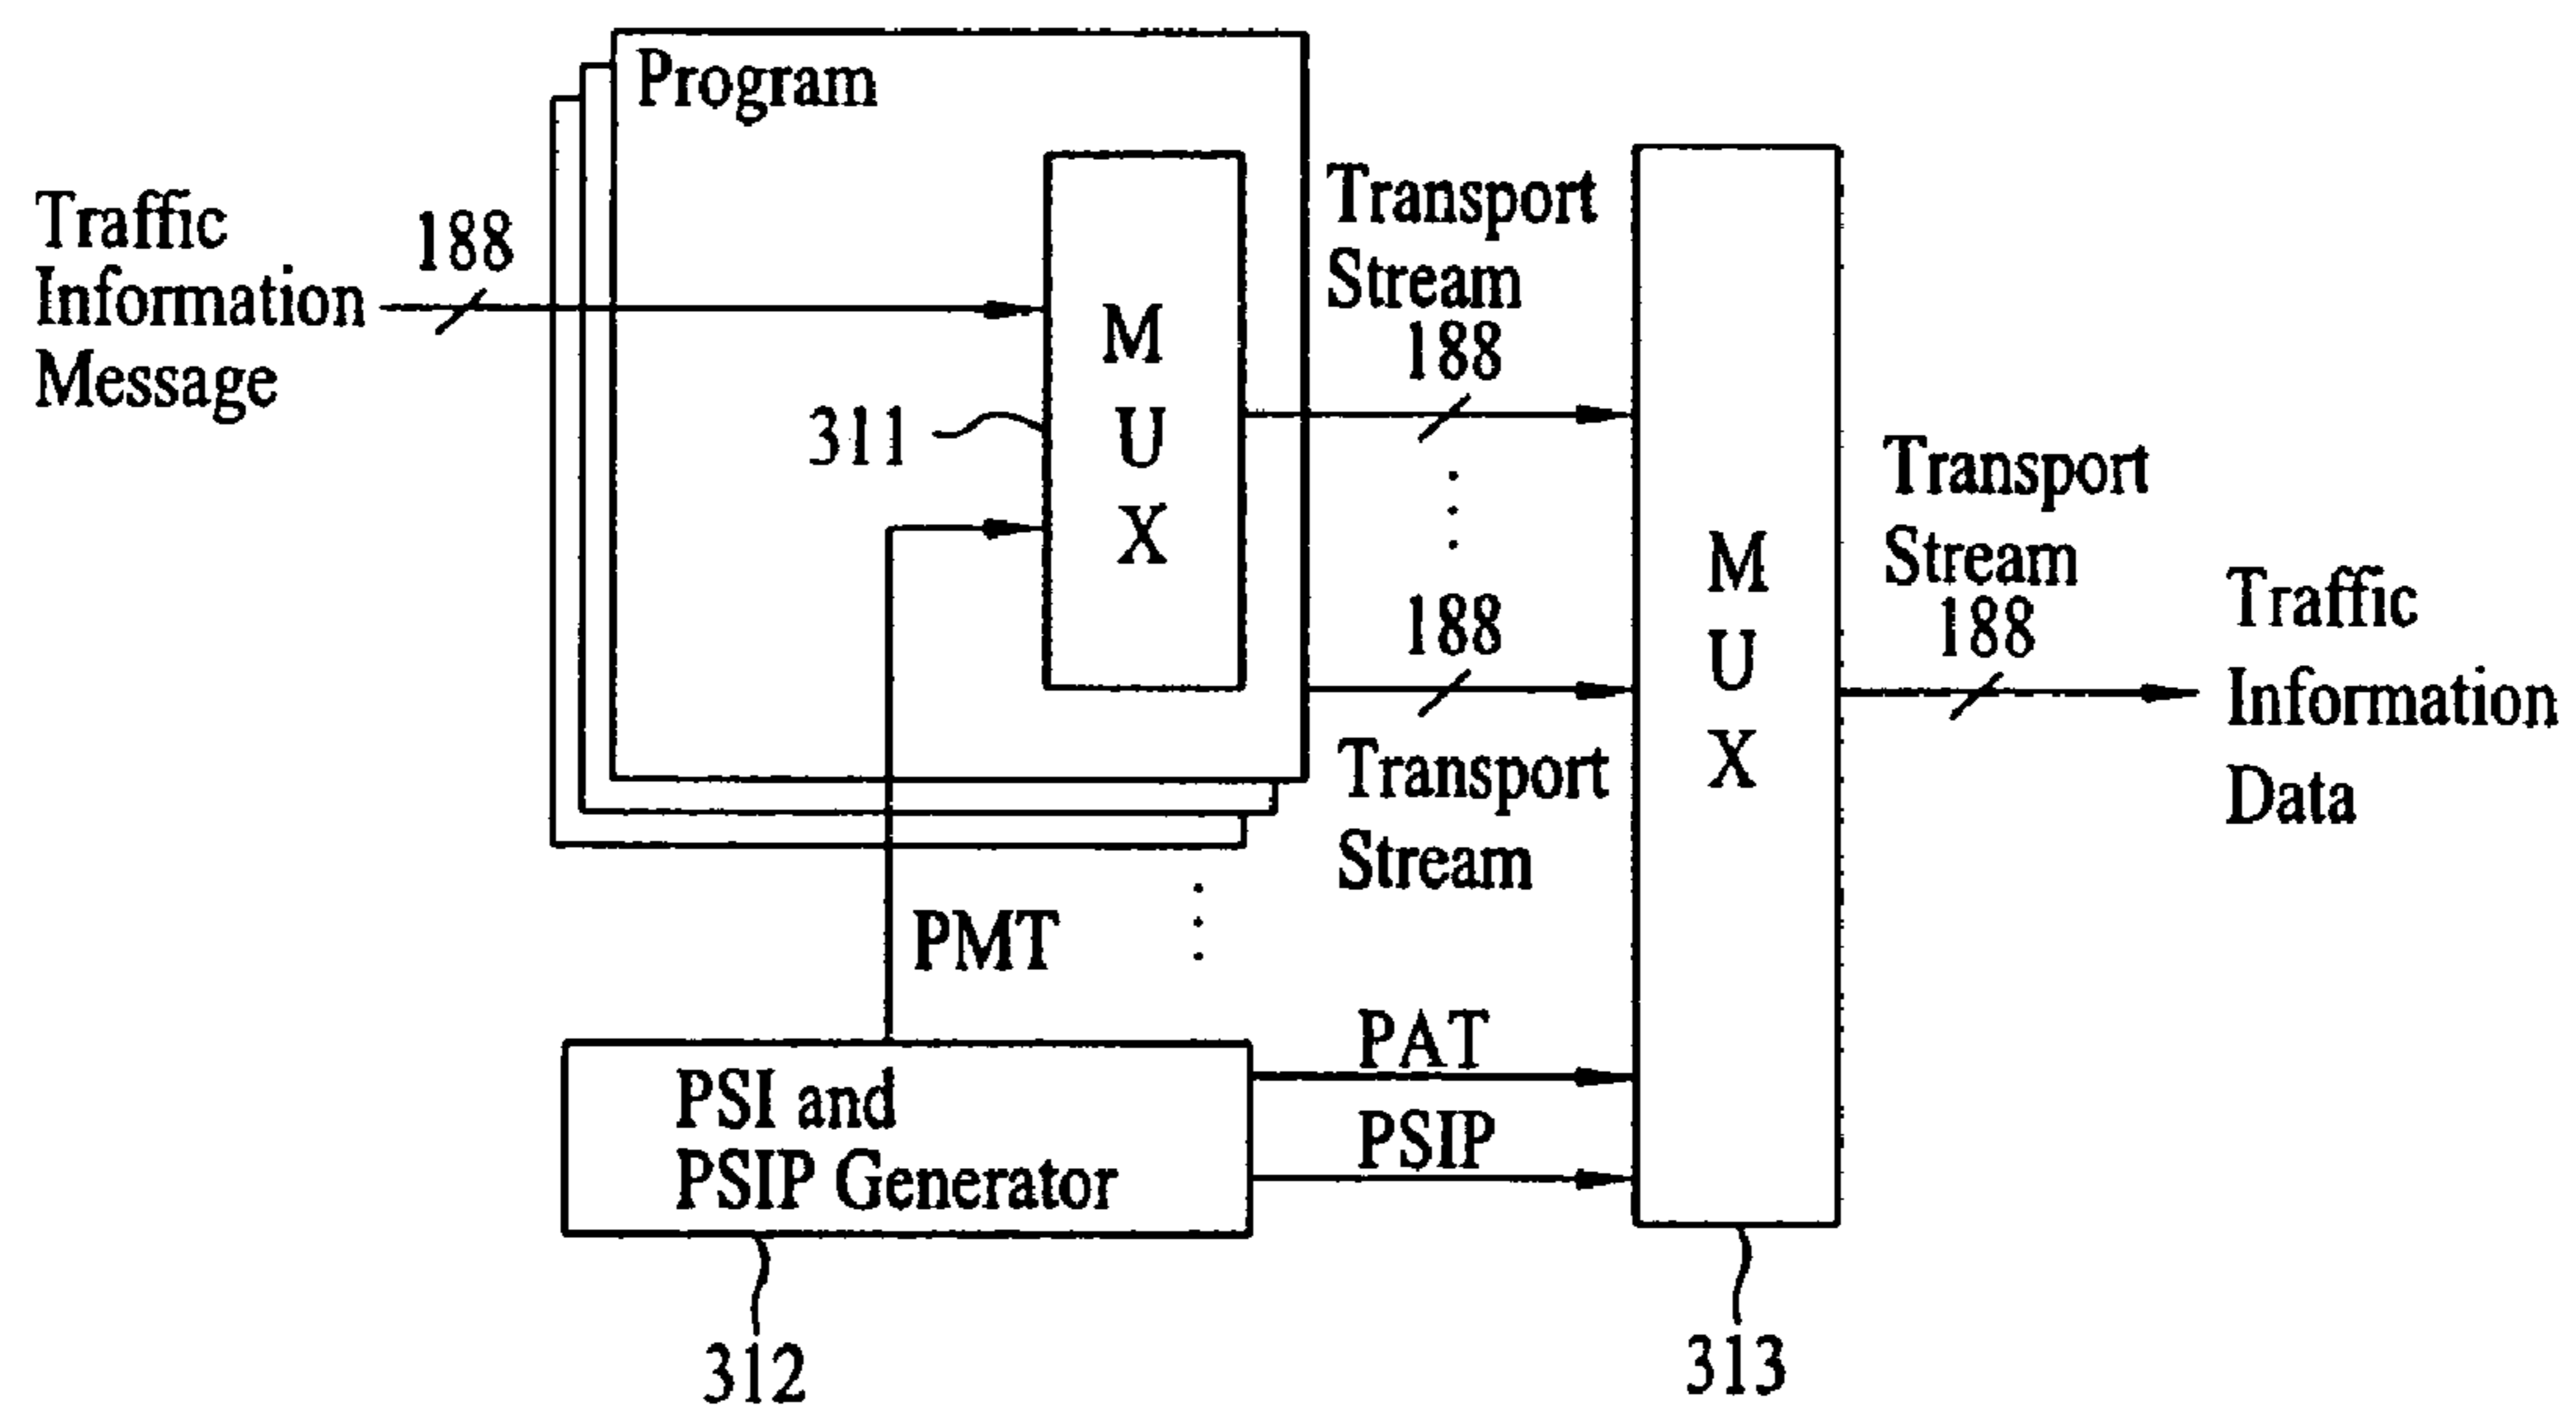 Program
Traffic
Information
Message
188
311
M
U
X
Transport
Stream
188
188
Transport
Stream
M
U
X
Transport
Stream
188
Traffic
Information
Data
PMT
PAT
PSIP
PSI and
PSIP Generator
312
313